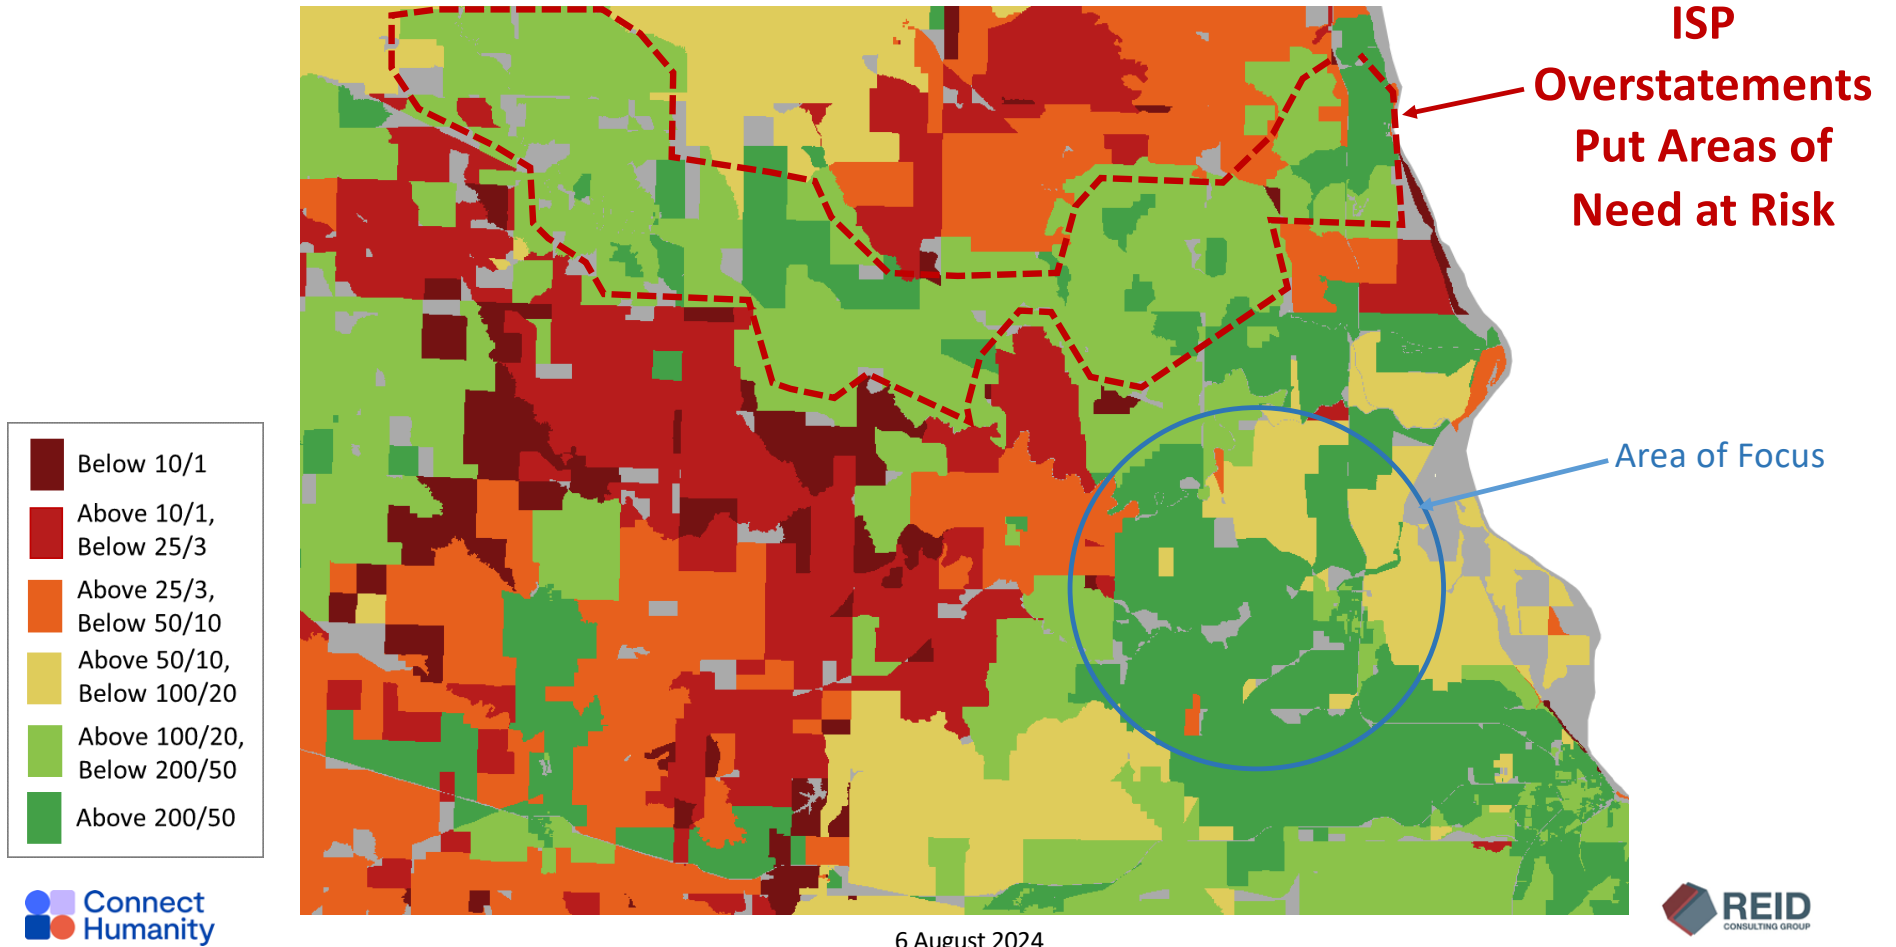 ISP
Overstatements
Put Areas of
Need at Risk
Area of Focus
Below 10/1
Above 10/1,
Below 25/3
Above 25/3,
Below 50/10
Above 50/10,
Below 100/20
Above 100/20,
Below 200/50
Above 200/50
Connect
Humanity
6 August 2024
REID
CONSULTING GROUP